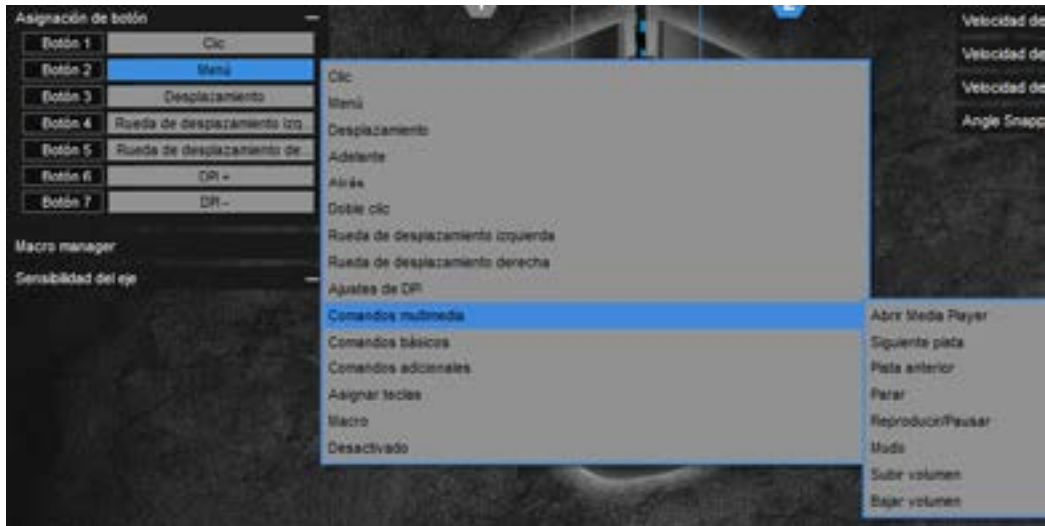 Asignación de botón
Botón 1 Clic
Botón 2 Menú
Botón 3 Desplazamiento
Botón 4 Rueda de desplazamiento izq
Botón 5 Rueda de desplazamiento de
Botón 6 DPI +
Botón 7 DPI -
Macro manager
Sensibilidad del eje
Clic
Menú
Desplazamiento
Adelante
Atrás
Doble clic
Rueda de desplazamiento izquierda
Rueda de desplazamiento derecha
Ajustes de DPI
Comandos multimedia
Comandos básicos
Comandos adicionales
Asignar teclas
Macro
Desactivado
Abrir Media Player
Siguiente pista
Pista anterior
Parar
Reproducir/Pausar
Mudo
Subir volumen
Bajar volumen
1
2
Velocidad de
Velocidad de
Velocidad de
Angle Snapp